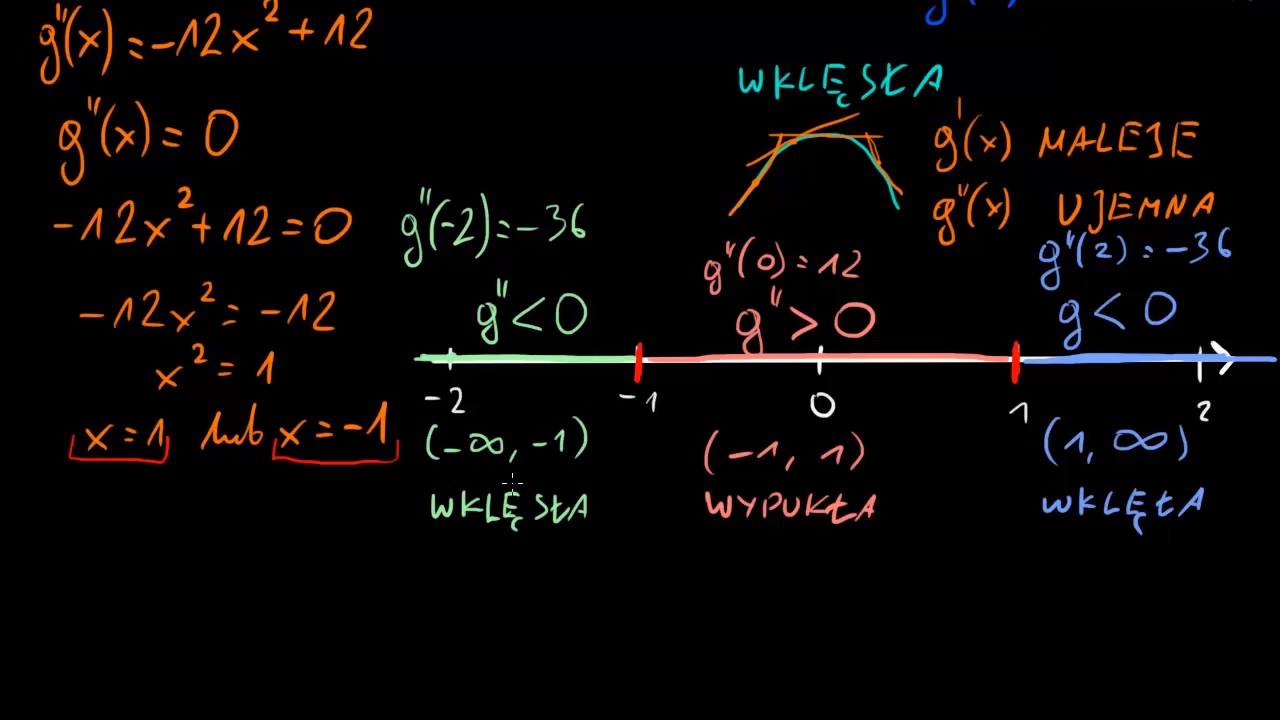 g''(x) = -12x² + 12
g''(x) = 0
-12x² + 12 = 0
-12x² = -12
x² = 1
x = 1 lub x = -1
WKLĘSŁA
g'(x) MALEJE
g''(x) UJEMNA
g''(-2) = -36
g'' < 0
g''(0) = 12
g'' > 0
g''(2) = -36
g < 0
-2 -1 0 1 2
(-∞, -1)
WKLĘSŁA
(-1, 1)
WYPUKŁA
(1, ∞)
WKLĘŁA